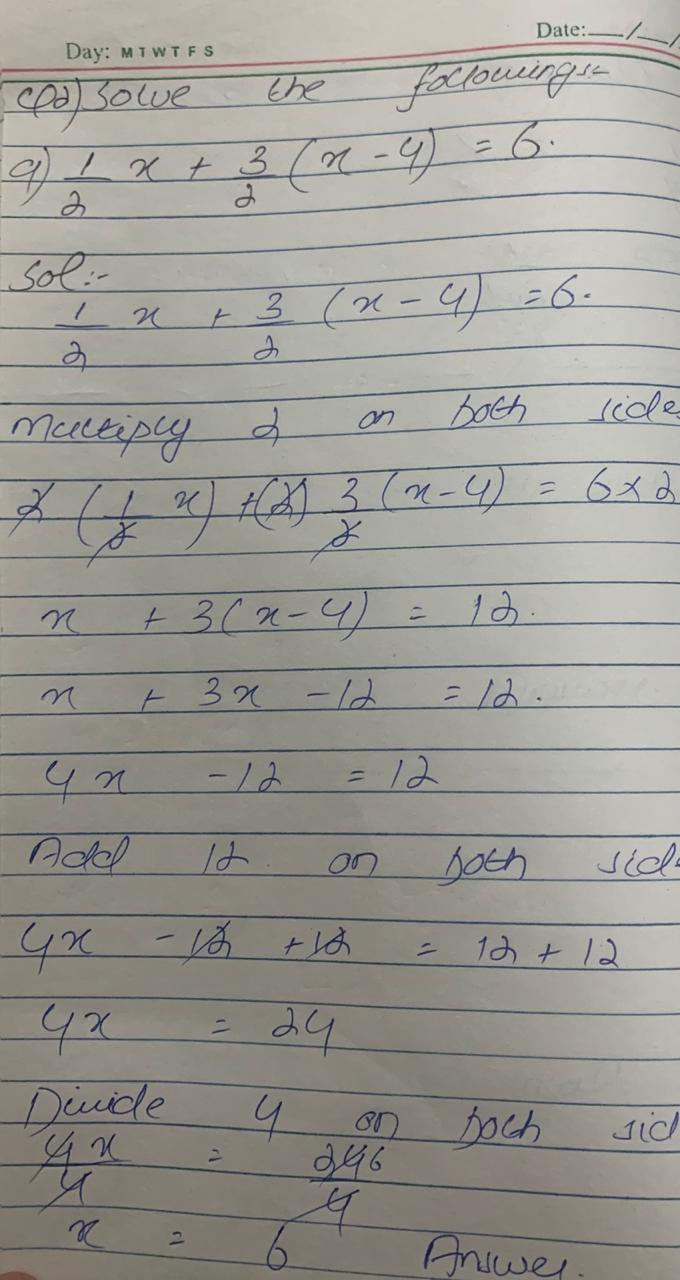 Day: M T W T F S
Date:__/__/
Q2) Solve the following:-
a) 1/2 x + 3/2 (x - 4) = 6.
Sol:-
1/2 x + 3/2 (x - 4) = 6.
Multiply 2 on both side
2 (1/2 x) + (2) 3/2 (x - 4) = 6 x 2
x + 3(x - 4) = 12.
x + 3x - 12 = 12.
4x - 12 = 12
Add 12 on both sid
4x - 12 + 12 = 12 + 12
4x = 24
Divide 4 on both sid
4x/4 = 24 6/4
x = 6 Answer.